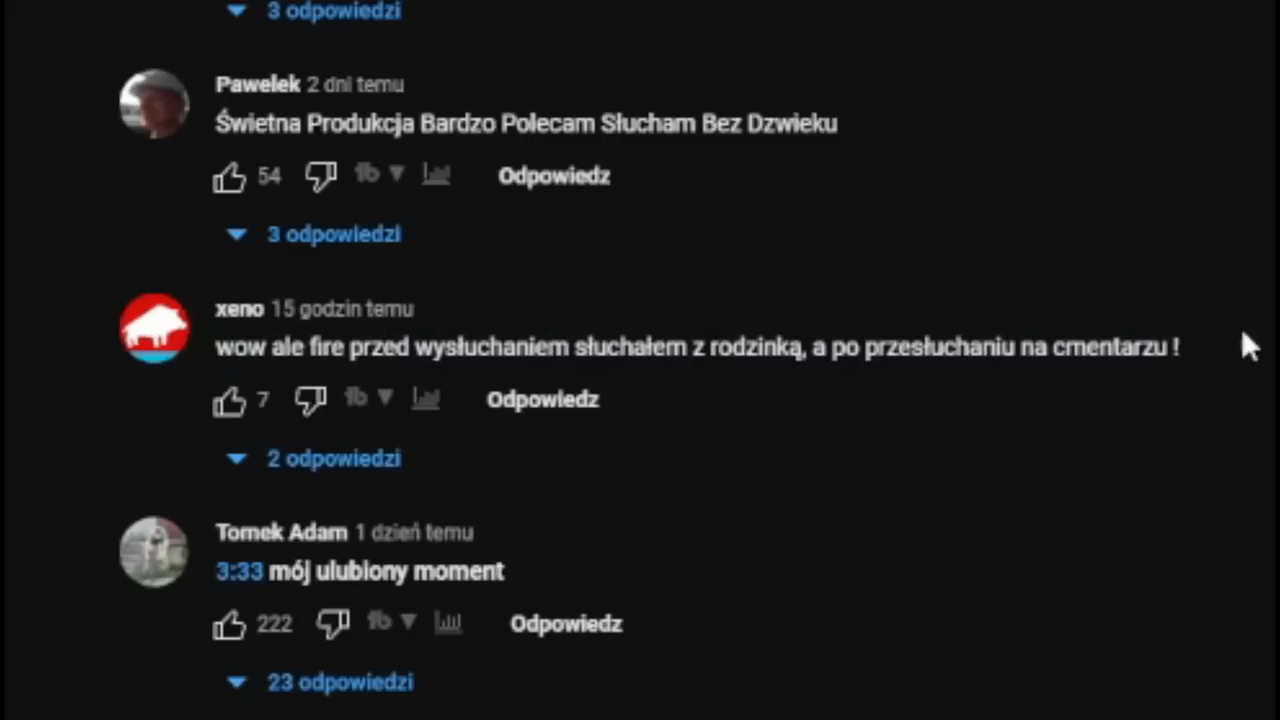 3 odpowiedzi
Pawełek 2 dni temu
Świetna Produkcja Bardzo Polecam Słucham Bez Dzwieku
54 Odpowiedz
3 odpowiedzi
xeno 15 godzin temu
wow ale fire przed wysłuchaniem słuchałem z rodzinką, a po przesłuchaniu na cmentarzu !
7 Odpowiedz
2 odpowiedzi
Tomek Adam 1 dzień temu
3:33 mój ulubiony moment
222 Odpowiedz
23 odpowiedzi